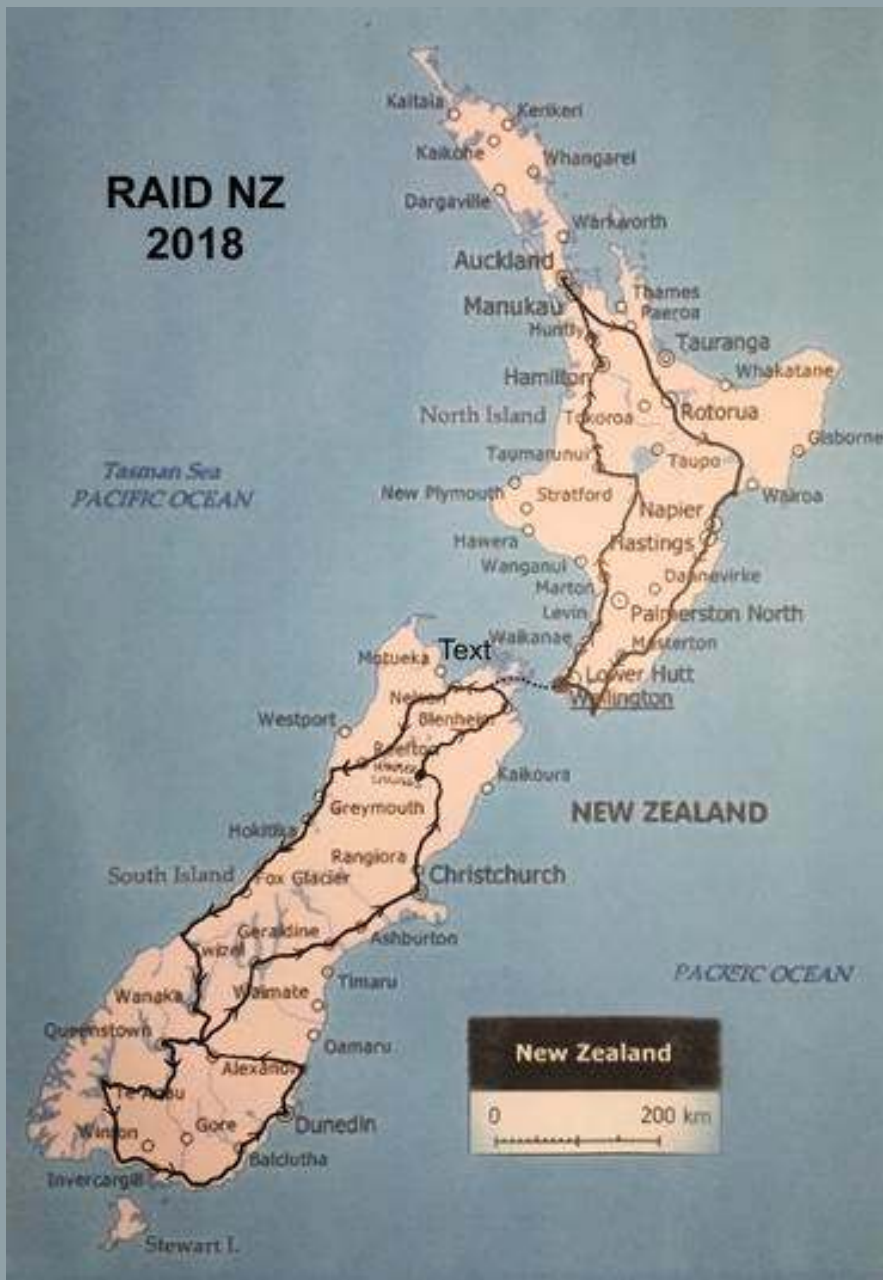 RAID NZ
2018
Kaitaia
Kerikeri
Kaikohe
Whangarei
Dargaville
Warkworth
Auckland
Manukau
Thames
Paeroa
Huntly
Tauranga
Hamilton
Whakatane
North Island
Tokoroa
Rotorua
Gisborne
Taumarunui
Taupo
Tasman Sea
PACIFIC OCEAN
New Plymouth
Stratford
Wairoa
Napier
Hawera
Hastings
Wanganui
Dannevirke
Marton
Levin
Palmerston North
Waikanae
Masterton
Text
Motueka
Lower Hutt
Wellington
Nelson
Westport
Blenheim
Reefton
Kaikoura
Greymouth
NEW ZEALAND
Hokitika
Rangiora
South Island
Fox Glacier
Christchurch
Geraldine
Ashburton
Twizel
PACIFIC OCEAN
Timaru
Wanaka
Waimate
Queenstown
Oamaru
New Zealand
Alexandra
Te Anau
0
200 km
Gore
Dunedin
Winton
Balclutha
Invercargill
Stewart I.